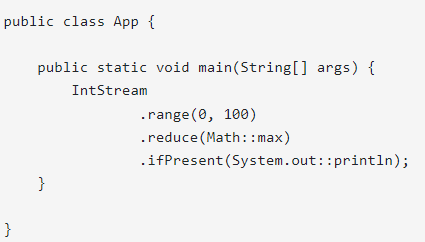 public class App {
    public static void main(String[] args) {
        IntStream
                .range(0, 100)
                .reduce(Math::max)
                .ifPresent(System.out::println);
    }
}